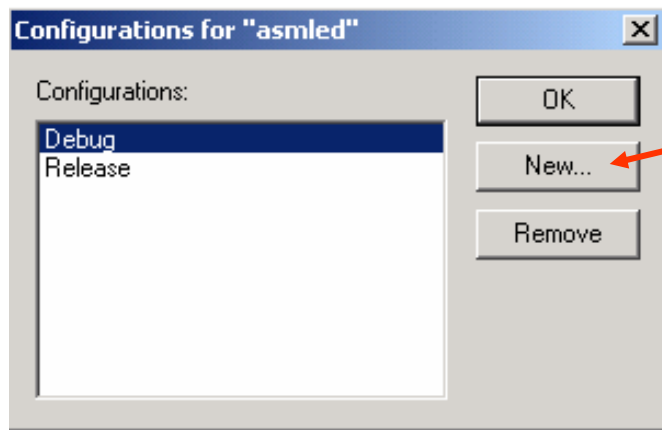 Configurations for "asmled"
Configurations:
Debug
Release
OK
New...
Remove